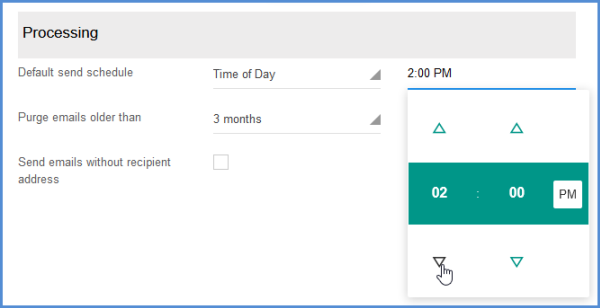 Processing
Default send schedule Time of Day 2:00 PM
Purge emails older than 3 months
Send emails without recipient
address
02 : 00 PM